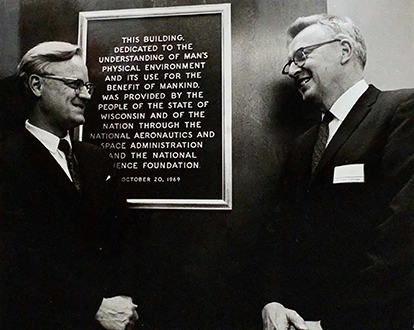 THIS BUILDING,
DEDICATED TO THE
UNDERSTANDING OF MAN'S
PHYSICAL ENVIRONMENT
AND ITS USE FOR THE
BENEFIT OF MANKIND,
WAS PROVIDED BY THE
PEOPLE OF THE STATE OF
WISCONSIN AND OF THE
NATION THROUGH THE
NATIONAL AERONAUTICS AND
SPACE ADMINISTRATION
AND THE NATIONAL
IENCE FOUNDATION.
OCTOBER 20, 1969